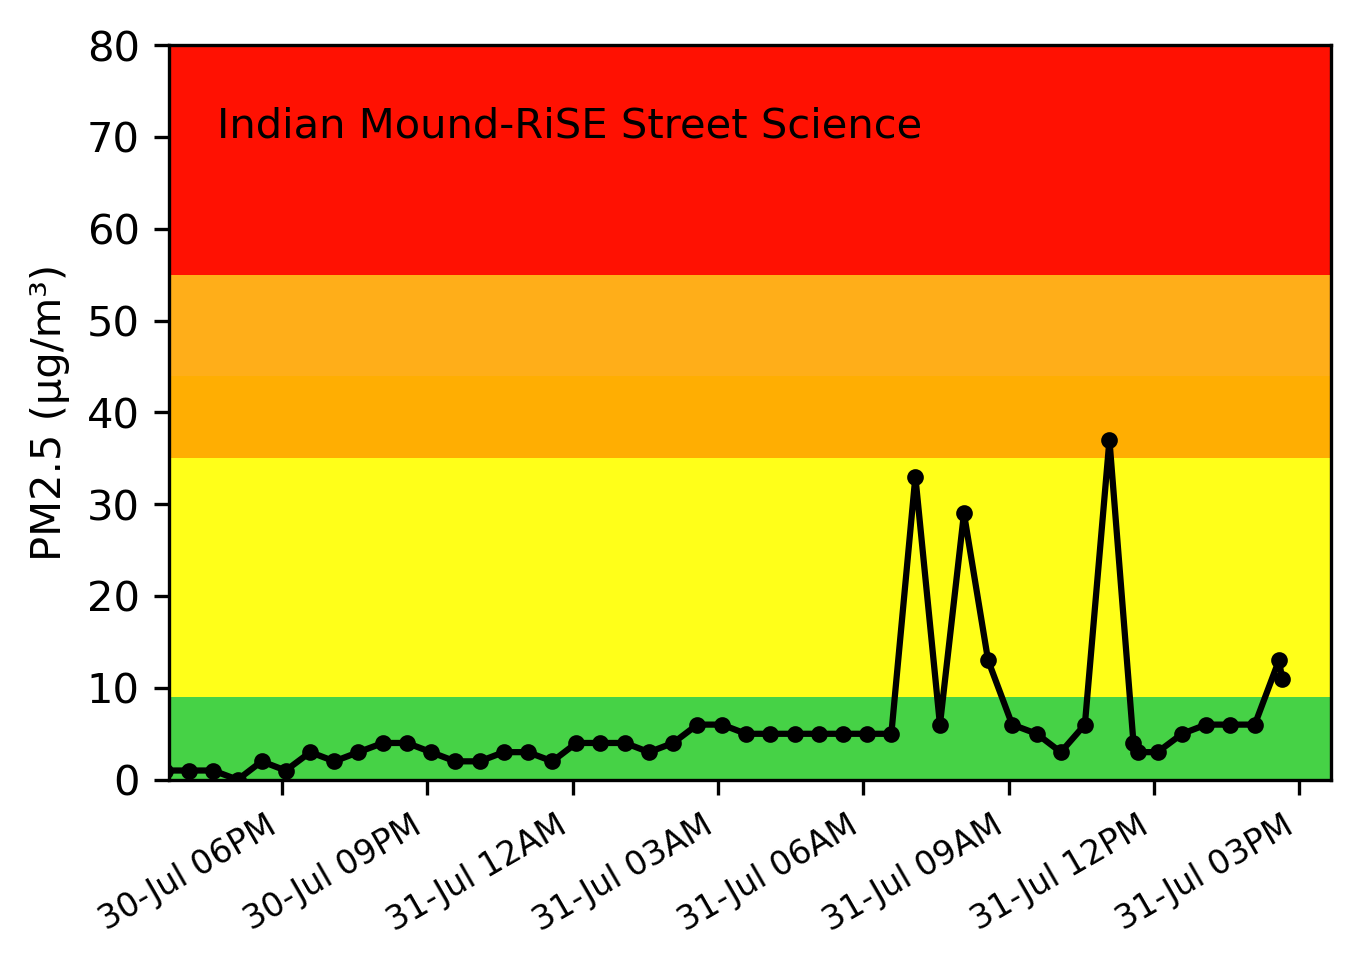 80
Indian Mound-RiSE Street Science
70
60
50
40
30
20
10
0
PM2.5 (µg/m³)
30-Jul 06PM
30-Jul 09PM
31-Jul 12AM
31-Jul 03AM
31-Jul 06AM
31-Jul 09AM
31-Jul 12PM
31-Jul 03PM